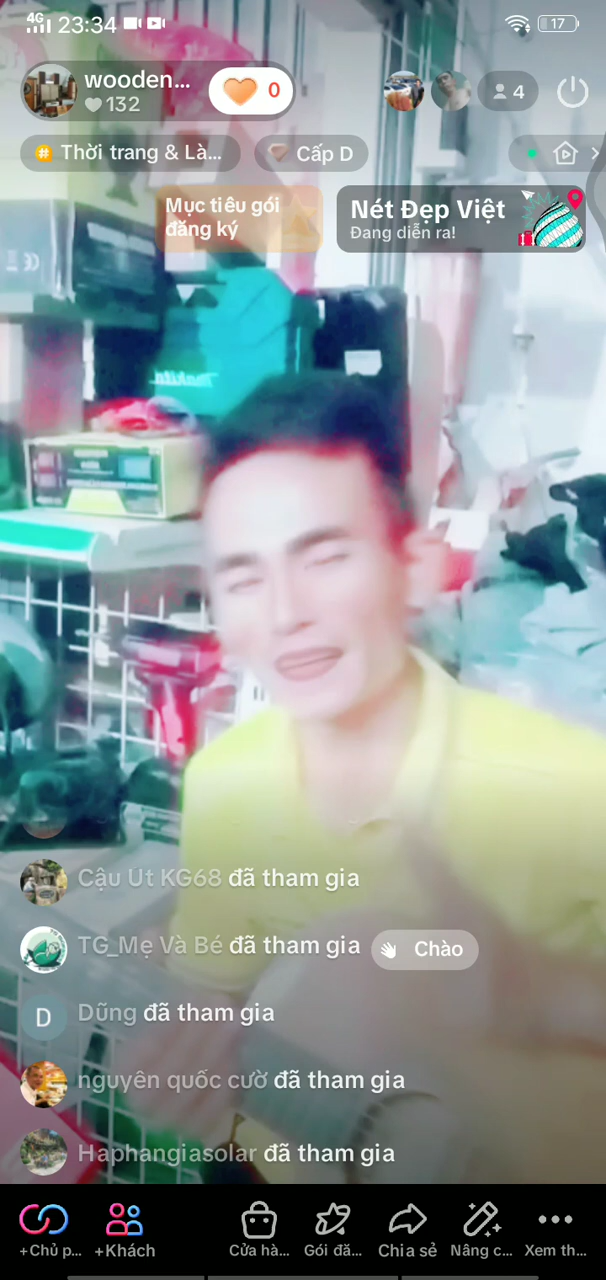 4G 23:34 17
wooden...
132
0
4
Thời trang & Là...
Cấp D
Mục tiêu gói
đăng ký
Nét Đẹp Việt
Đang diễn ra!
Makita
Cậu Ut KG68 đã tham gia
TG_Mẹ Và Bé đã tham gia
Chào
D
Dũng đã tham gia
nguyên quốc cườ đã tham gia
Haphangiasolar đã tham gia
+Chủ p...
+Khách
Cửa hà...
Gói đă...
Chia sẻ
Nâng c...
Xem th...